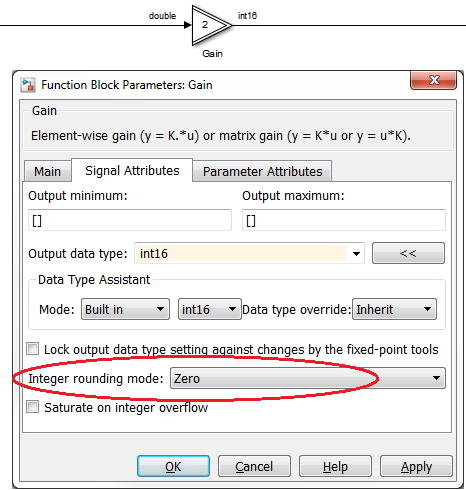 double
int16
2
Gain
Function Block Parameters: Gain
Gain
Element-wise gain (y = K.*u) or matrix gain (y = K*u or y = u*K).
Main Signal Attributes Parameter Attributes
Output minimum: Output maximum:
[] []
Output data type: int16 <<
Data Type Assistant
Mode: Built in int16 Data type override: Inherit
Lock output data type setting against changes by the fixed-point tools
Integer rounding mode: Zero
Saturate on integer overflow
OK Cancel Help Apply